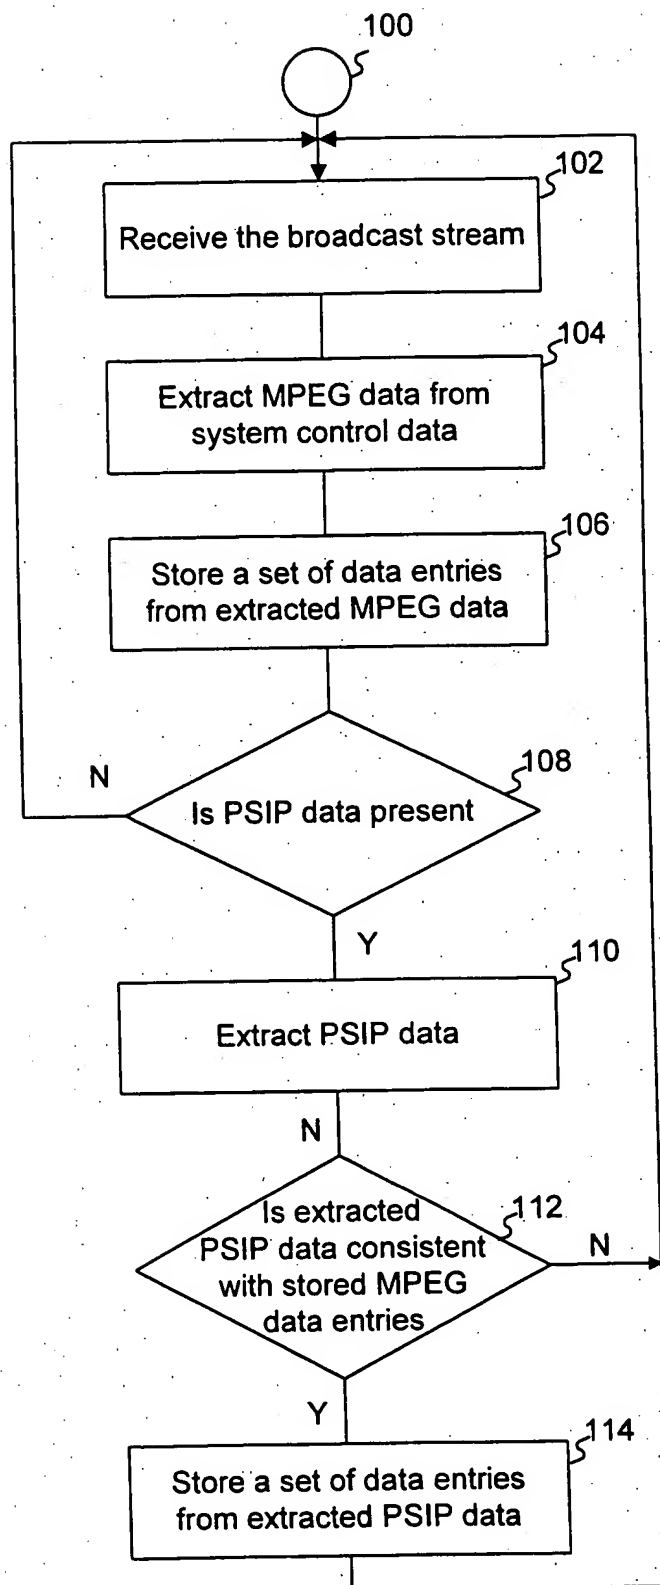 100
102
Receive the broadcast stream
104
Extract MPEG data from
system control data
106
Store a set of data entries
from extracted MPEG data
108
N
Is PSIP data present
Y
110
Extract PSIP data
N
112
Is extracted
PSIP data consistent
with stored MPEG
data entries
N
Y
114
Store a set of data entries
from extracted PSIP data